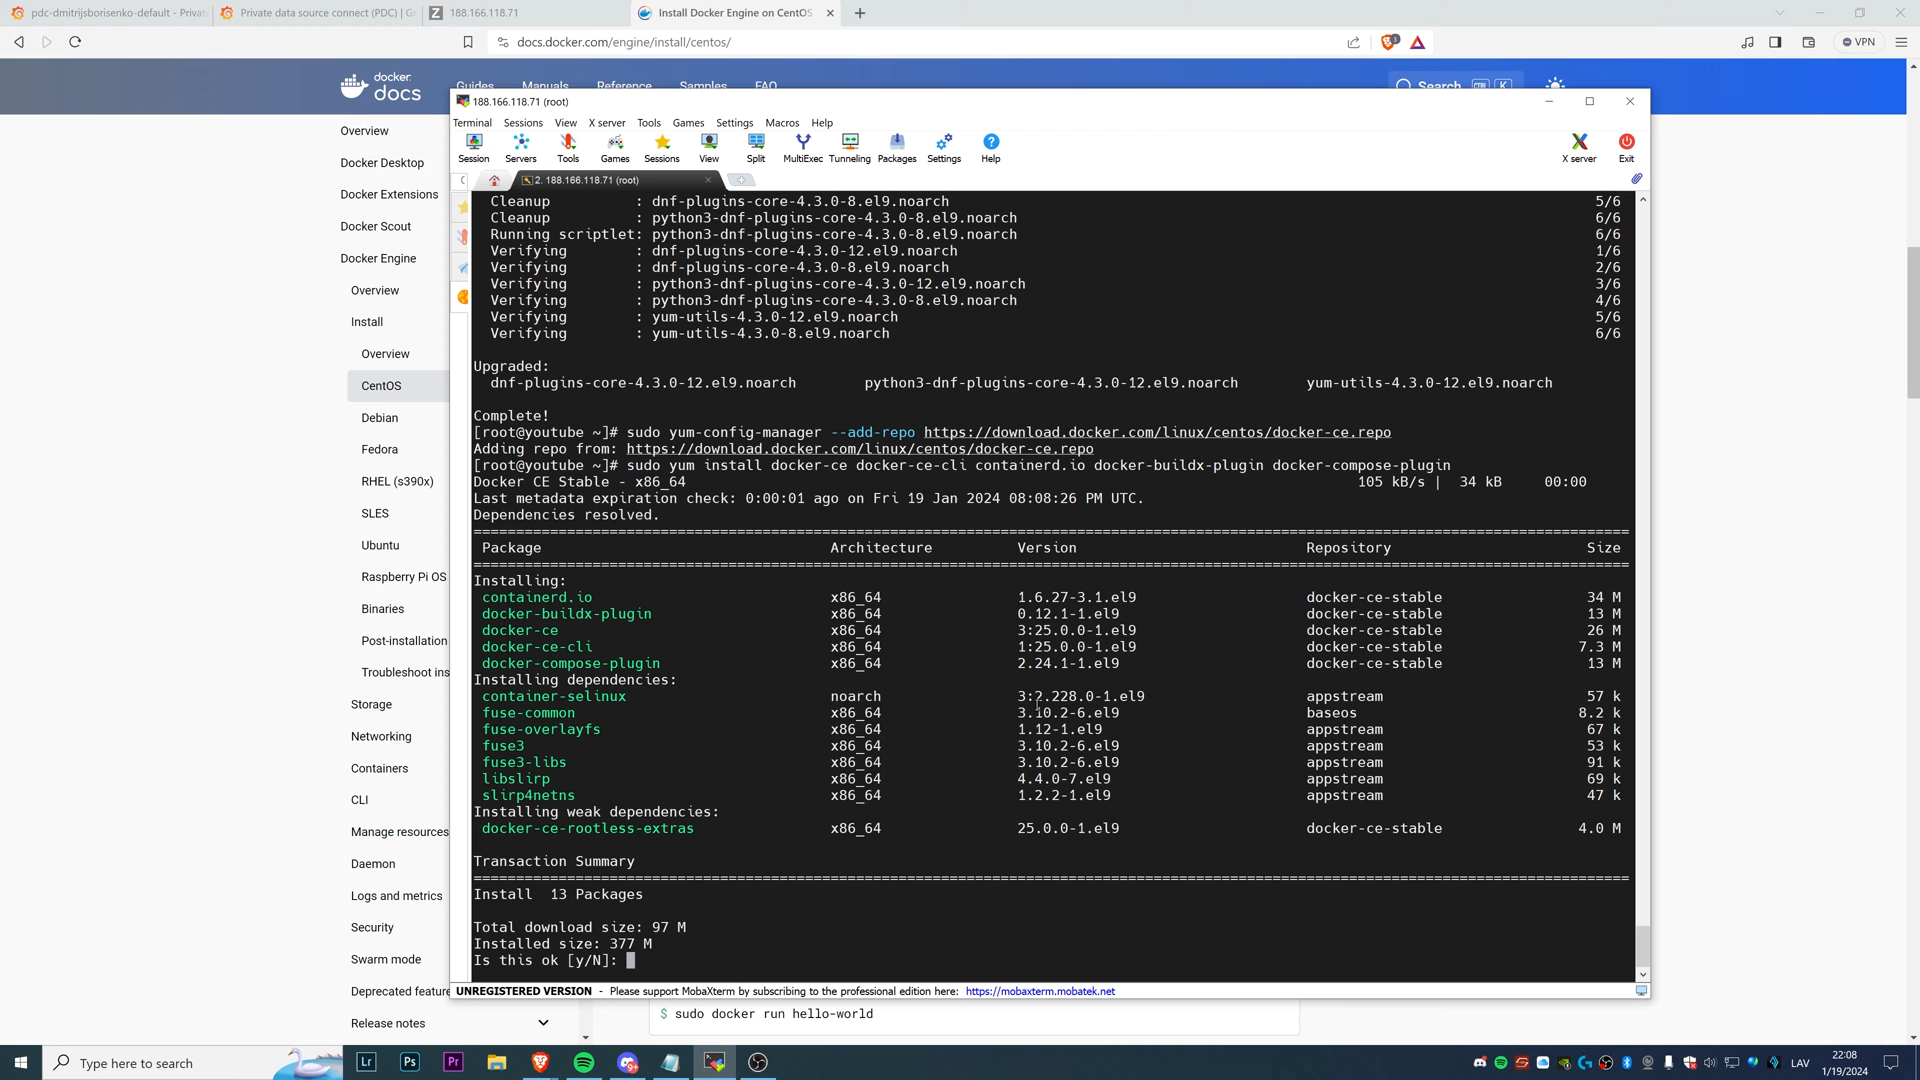 pdc-dmitrijsborisenko-default - Privat
Private data source connect (PDC) | G
188.166.118.71
Install Docker Engine on CentOS
docs.docker.com/engine/install/centos/
VPN
docker docs
Guides Manuals Reference Samples FAQ
Search
CTRL K
Overview
Docker Desktop
Docker Extensions
Docker Scout
Docker Engine
Overview
Install
Overview
CentOS
Debian
Fedora
RHEL (s390x)
SLES
Ubuntu
Raspberry Pi OS
Binaries
Post-installation
Troubleshoot ins
Storage
Networking
Containers
CLI
Manage resources
Daemon
Logs and metrics
Security
Swarm mode
Deprecated feature
Release notes
188.166.118.71 (root)
Terminal Sessions View X server Tools Games Settings Macros Help
Session Servers Tools Games Sessions View Split MultiExec Tunneling Packages Settings Help X server Exit
2. 188.166.118.71 (root)
Cleanup : dnf-plugins-core-4.3.0-8.el9.noarch 5/6
Cleanup : python3-dnf-plugins-core-4.3.0-8.el9.noarch 6/6
Running scriptlet: python3-dnf-plugins-core-4.3.0-8.el9.noarch 6/6
Verifying : dnf-plugins-core-4.3.0-12.el9.noarch 1/6
Verifying : dnf-plugins-core-4.3.0-8.el9.noarch 2/6
Verifying : python3-dnf-plugins-core-4.3.0-12.el9.noarch 3/6
Verifying : python3-dnf-plugins-core-4.3.0-8.el9.noarch 4/6
Verifying : yum-utils-4.3.0-12.el9.noarch 5/6
Verifying : yum-utils-4.3.0-8.el9.noarch 6/6
Upgraded:
dnf-plugins-core-4.3.0-12.el9.noarch python3-dnf-plugins-core-4.3.0-12.el9.noarch yum-utils-4.3.0-12.el9.noarch
Complete!
[root@youtube ~]# sudo yum-config-manager --add-repo https://download.docker.com/linux/centos/docker-ce.repo
Adding repo from: https://download.docker.com/linux/centos/docker-ce.repo
[root@youtube ~]# sudo yum install docker-ce docker-ce-cli containerd.io docker-buildx-plugin docker-compose-plugin
Docker CE Stable - x86_64 105 kB/s | 34 kB 00:00
Last metadata expiration check: 0:00:01 ago on Fri 19 Jan 2024 08:08:26 PM UTC.
Dependencies resolved.
Package Architecture Version Repository Size
Installing:
containerd.io x86_64 1.6.27-3.1.el9 docker-ce-stable 34 M
docker-buildx-plugin x86_64 0.12.1-1.el9 docker-ce-stable 13 M
docker-ce x86_64 3:25.0.0-1.el9 docker-ce-stable 26 M
docker-ce-cli x86_64 1:25.0.0-1.el9 docker-ce-stable 7.3 M
docker-compose-plugin x86_64 2.24.1-1.el9 docker-ce-stable 13 M
Installing dependencies:
container-selinux noarch 3:2.228.0-1.el9 appstream 57 k
fuse-common x86_64 3.10.2-6.el9 baseos 8.2 k
fuse-overlayfs x86_64 1.12-1.el9 appstream 67 k
fuse3 x86_64 3.10.2-6.el9 appstream 53 k
fuse3-libs x86_64 3.10.2-6.el9 appstream 91 k
libslirp x86_64 4.4.0-7.el9 appstream 69 k
slirp4netns x86_64 1.2.2-1.el9 appstream 47 k
Installing weak dependencies:
docker-ce-rootless-extras x86_64 25.0.0-1.el9 docker-ce-stable 4.0 M
Transaction Summary
Install 13 Packages
Total download size: 97 M
Installed size: 377 M
Is this ok [y/N]:
UNREGISTERED VERSION - Please support MobaXterm by subscribing to the professional edition here: https://mobaxterm.mobatek.net
$ sudo docker run hello-world
Type here to search
Lr Ps Pr
LAV
22:08
1/19/2024